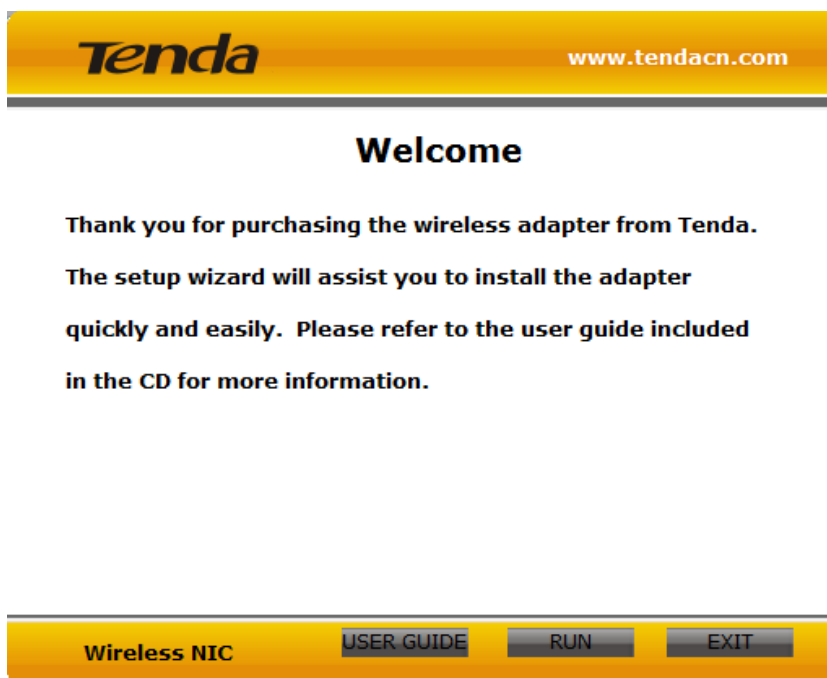 Tenda
www.tendacn.com
Welcome
Thank you for purchasing the wireless adapter from Tenda.
The setup wizard will assist you to install the adapter
quickly and easily.  Please refer to the user guide included
in the CD for more information.
Wireless NIC
USER GUIDE
RUN
EXIT